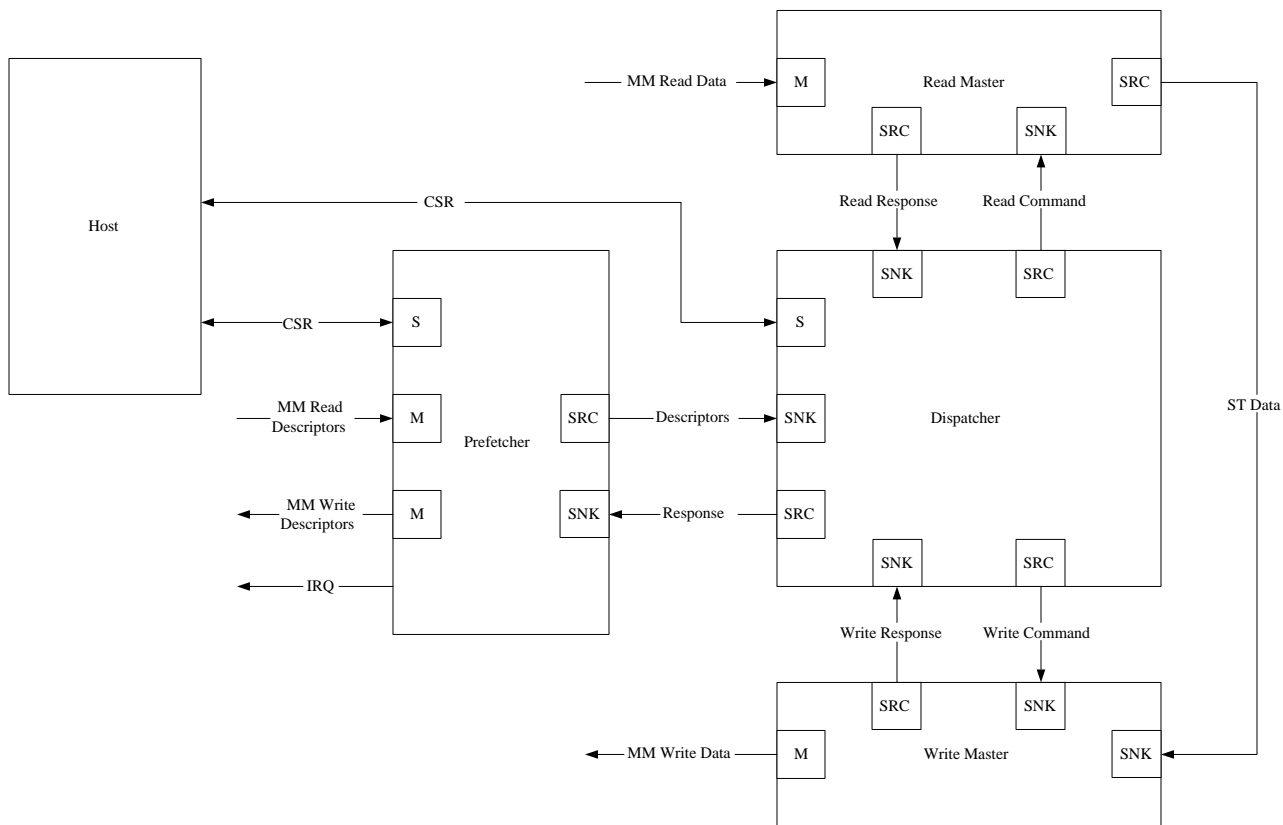 MM Read Data
M
Read Master
SRC
SRC
SNK
CSR
Read Response
Read Command
Host
SNK
SRC
CSR
S
S
MM Read
Descriptors
M
SRC
Descriptors
SNK
Dispatcher
ST Data
Prefetcher
MM Write
Descriptors
M
SNK
Response
SRC
IRQ
SNK
SRC
Write Response
Write Command
SRC
SNK
MM Write Data
M
Write Master
SNK